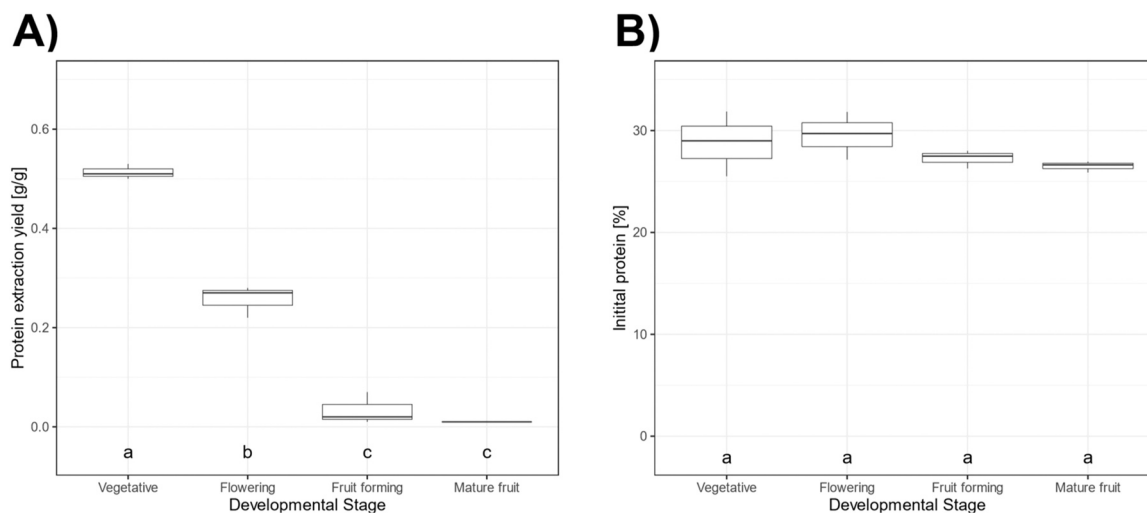 A)
Protein extraction yield [g/g]
0.6
0.4
0.2
0.0
a b c c
Vegetative Flowering Fruit forming Mature fruit
Developmental Stage
B)
Initital protein [%]
30
20
10
0
a a a a
Vegetative Flowering Fruit forming Mature fruit
Developmental Stage